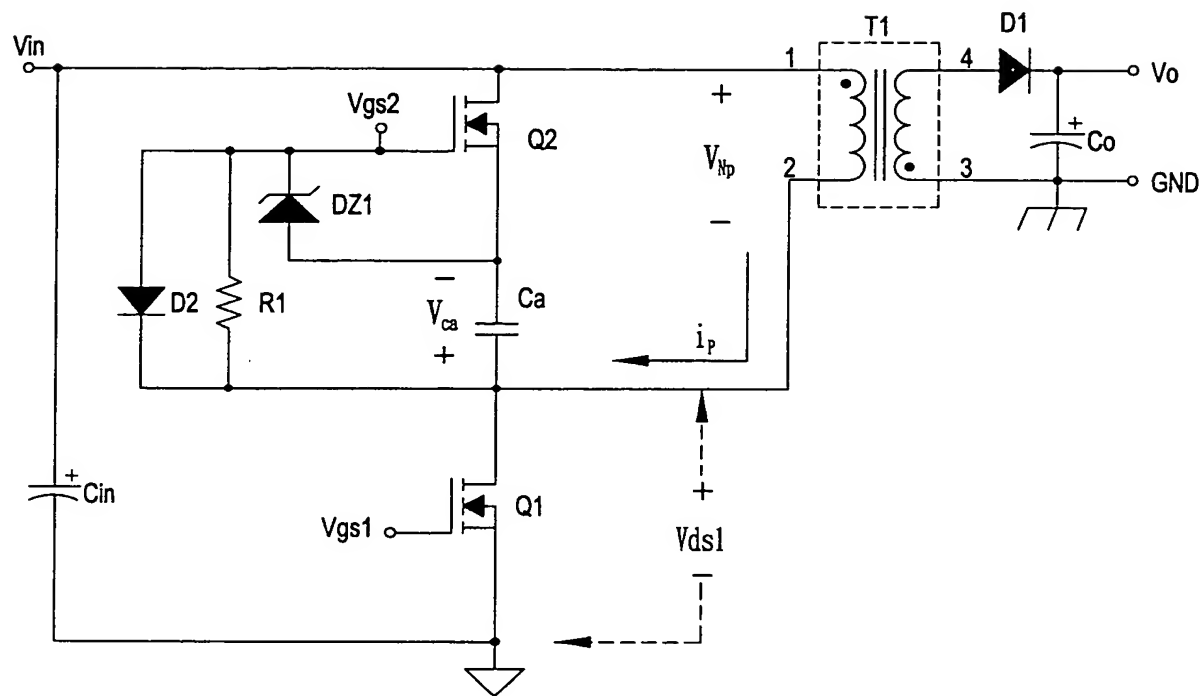 T1
D1
Vin
1
4
Vo
+
Vgs2
Q2
+
V_Np
Co
2
3
DZ1
−
GND
−
D2
R1
V_ca
Ca
+
i_P
+
Cin
Q1
+
Vgs1
Vds1
−